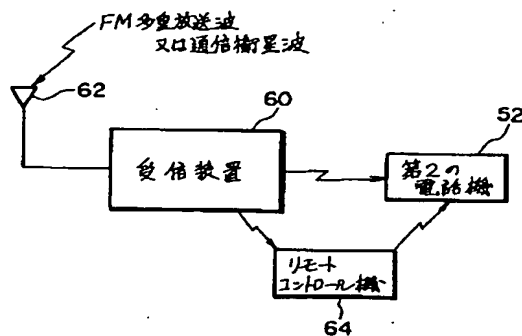 FM多重放送波
又は通信衛星波
62
60
受信装置
52
第2の
電話機
リモート
コントロール機
64